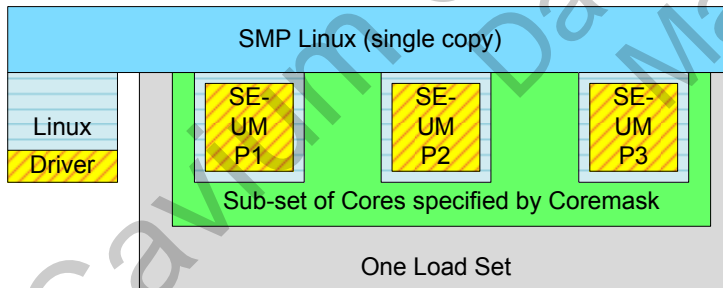 SMP Linux (single copy)
Linux
Driver
SE-
UM
P1
SE-
UM
P2
SE-
UM
P3
Sub-set of Cores specified by Coremask
One Load Set
Cavium